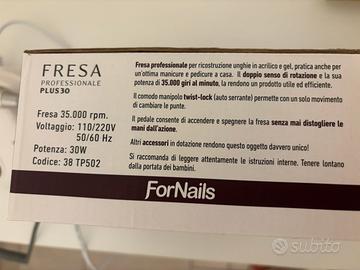 FRESA
PROFESSIONALE
PLUS30
Fresa 35.000 rpm.
Voltaggio: 110/220V
50/60 Hz
Potenza: 30W
Codice: 38 TP502
Fresa professionale per ricostruzione unghie in acrilico e gel, pratica anche per
un'ottima manicure e pedicure a casa. Il doppio senso di rotazione e la sua
potenza di 35.000 giri al minuto, la rendono un prodotto utile ed efficiente.
Il comodo manipolo twist-lock (auto serrante) permette con un solo movimento
di cambiare le punte.
Il pedale consente di accendere e spegnere la fresa senza mai distogliere le
mani dall'azione.
Altri accessori in dotazione rendono questo oggetto davvero unico!
Si raccomanda di leggere attentamente le istruzioni interne. Tenere lontano
dalla portata dei bambini.
ForNails
subito